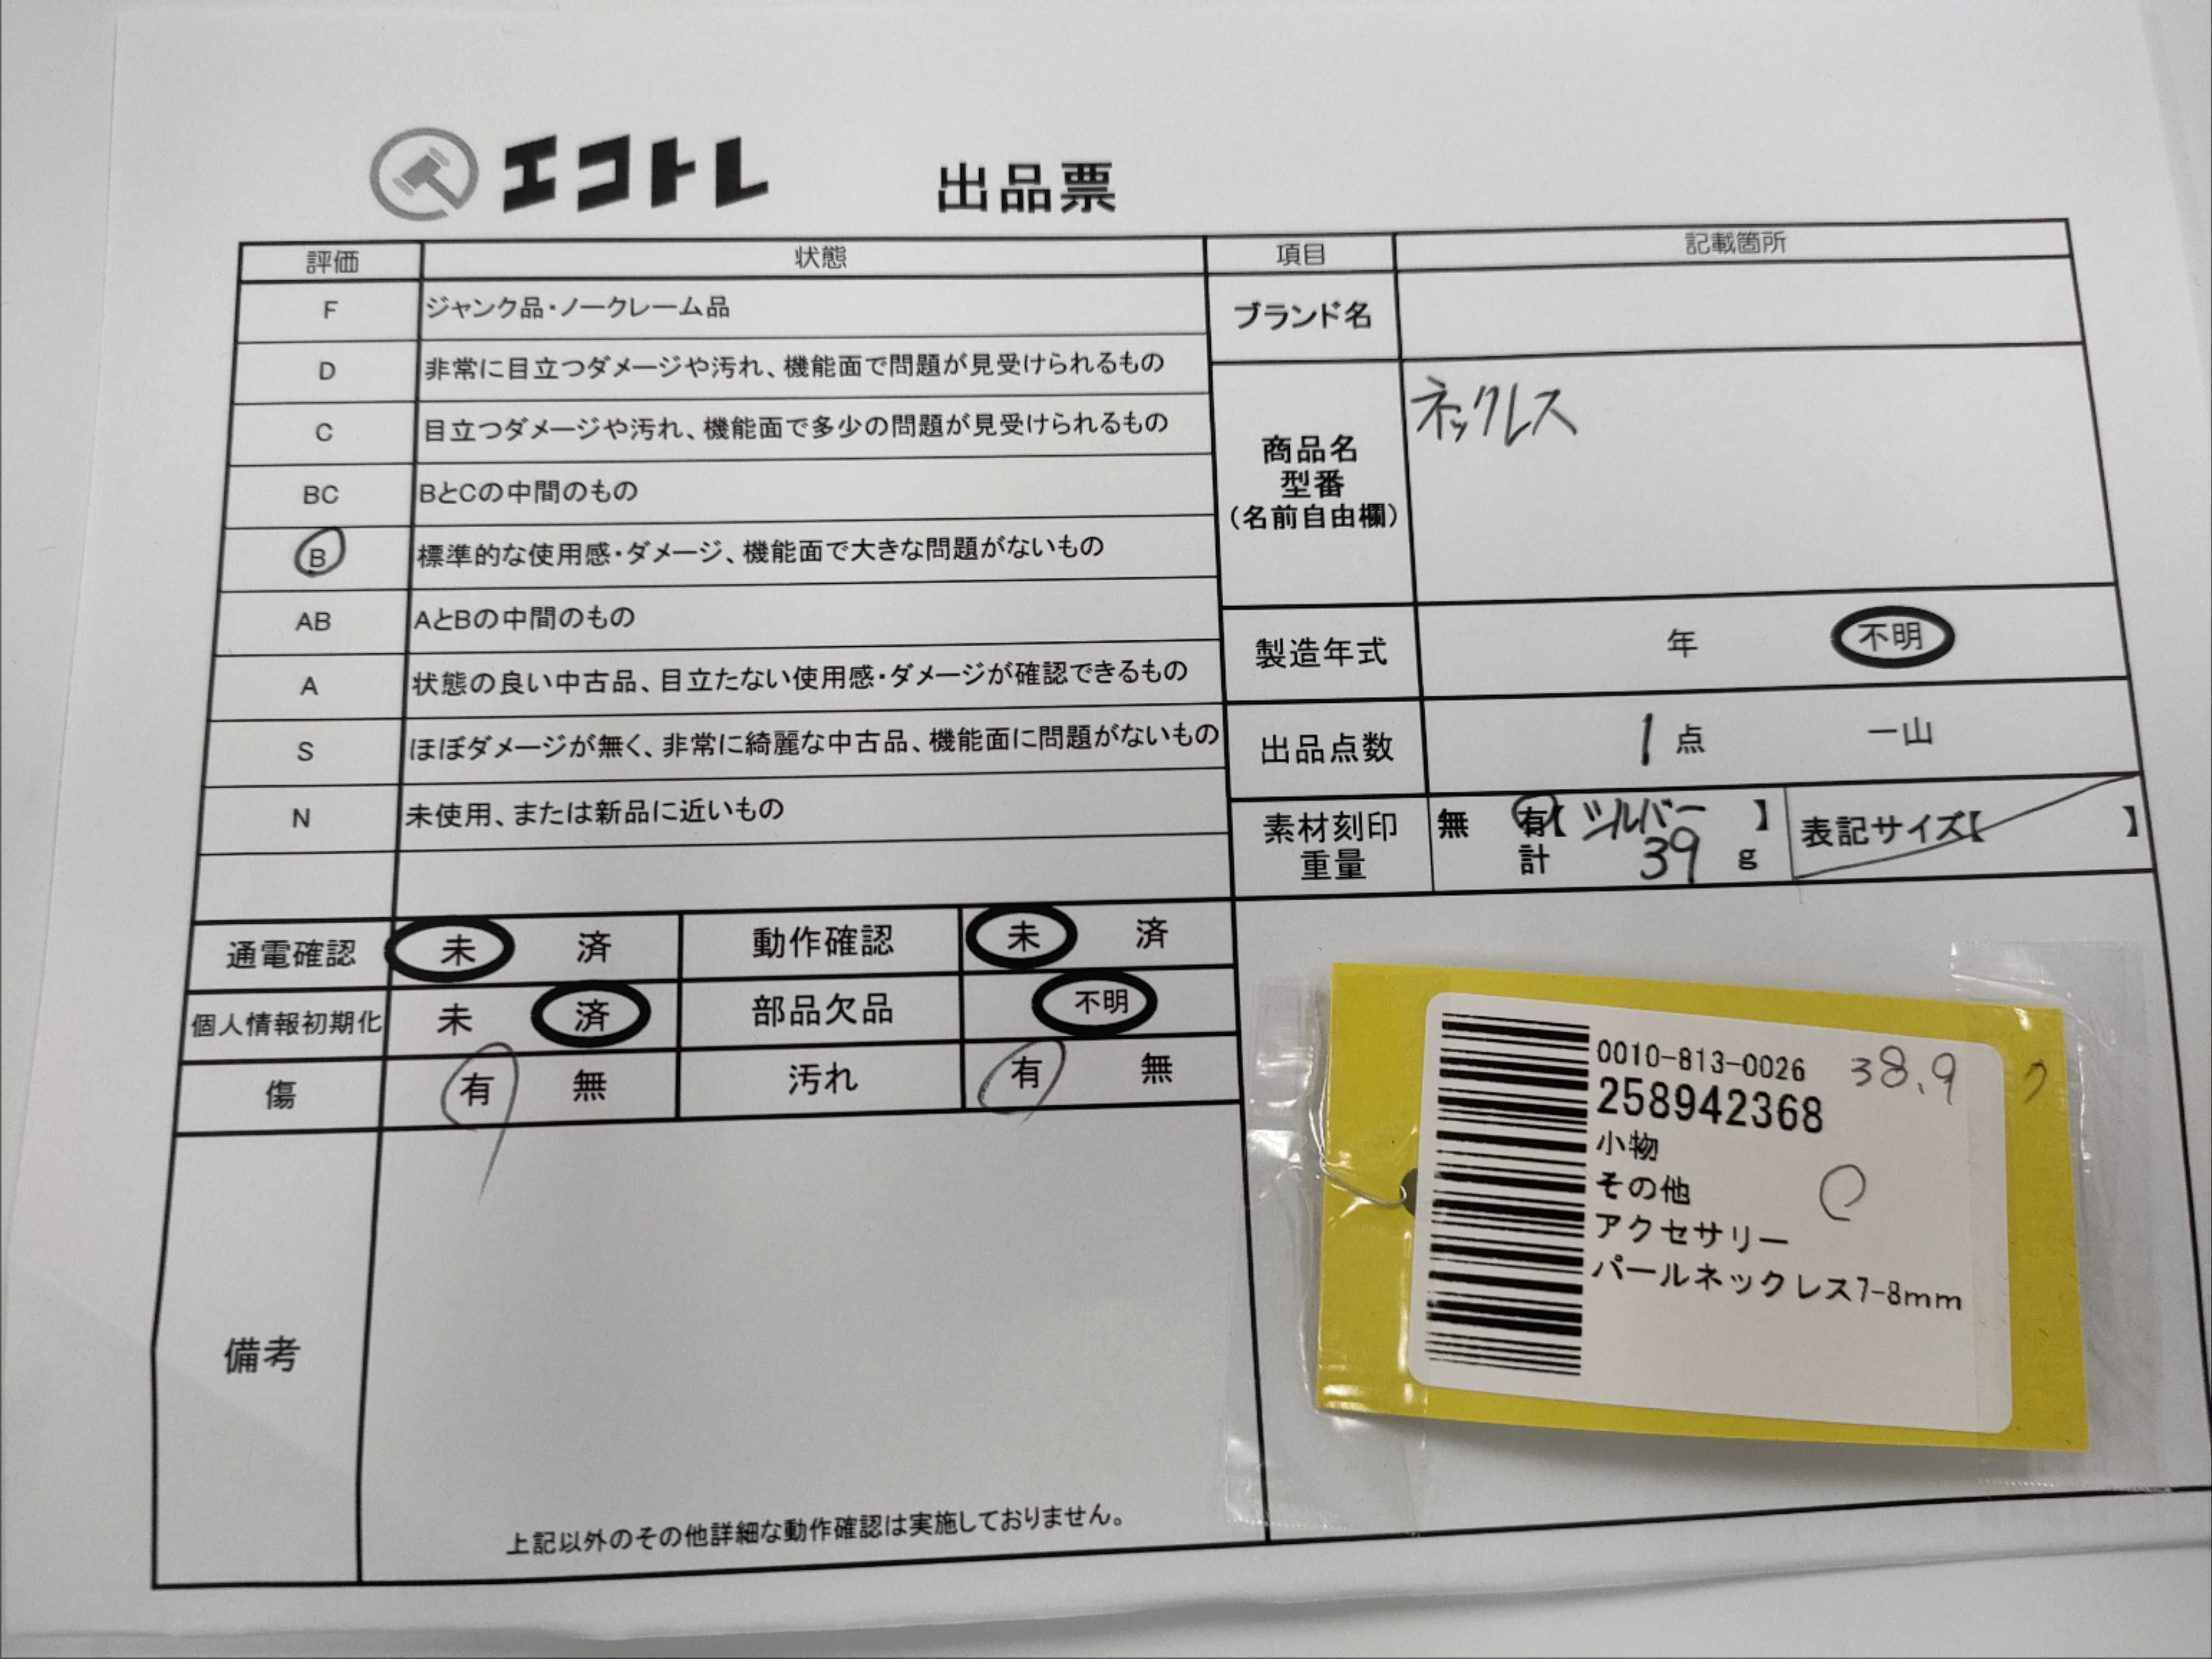 エコトレ 出品票
評価 状態 項目 記載箇所
F ジャンク品・ノークレーム品
D 非常に目立つダメージや汚れ、機能面で問題が見受けられるもの
C 目立つダメージや汚れ、機能面で多少の問題が見受けられるもの
BC BとCの中間のもの
B 標準的な使用感・ダメージ、機能面で大きな問題がないもの
AB AとBの中間のもの
A 状態の良い中古品、目立たない使用感・ダメージが確認できるもの
S ほぼダメージが無く、非常に綺麗な中古品、機能面に問題がないもの
N 未使用、または新品に近いもの
ブランド名
商品名 ネックレス
型番
(名前自由欄)
製造年式 年 不明
出品点数 1点 一山
素材刻印 無 有【 シルバー 】 表記サイズ【 】
重量 計 39 g
通電確認 未 済 動作確認 未 済
個人情報初期化 未 済 部品欠品 不明
傷 有 無 汚れ 有 無
備考
上記以外のその他詳細な動作確認は実施しておりません。
0010-813-0026 38.9
258942368
小物
その他
アクセサリー
パールネックレス7-8mm